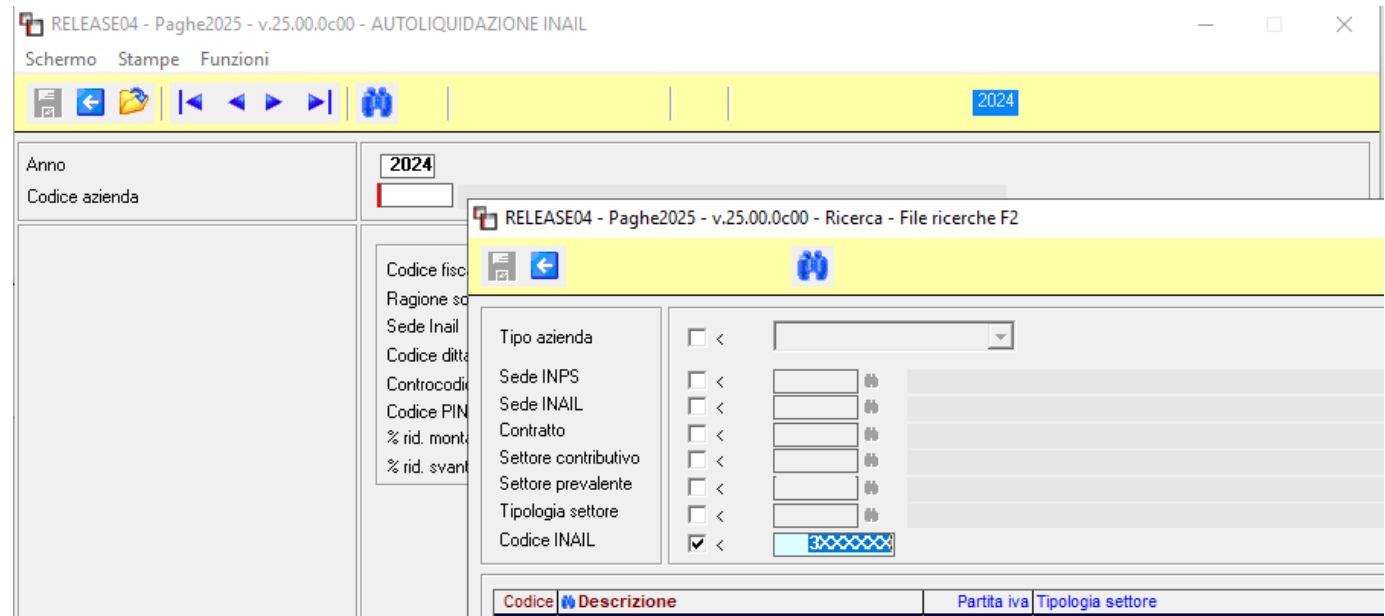 RELEASE04 - Paghe2025 - v.25.00.0c00 - AUTOLIQUIDAZIONE INAIL
Schermo Stampe Funzioni
2024
Anno 2024
Codice azienda
RELEASE04 - Paghe2025 - v.25.00.0c00 - Ricerca - File ricerche F2
Codice fisc
Ragione so
Sede Inail
Codice ditta
Controcodi
Codice PIN
% rid. monta
% rid. svant
Tipo azienda <
Sede INPS <
Sede INAIL <
Contratto <
Settore contributivo <
Settore prevalente <
Tipologia settore <
Codice INAIL < 3XXXXXXX
Codice Descrizione Partita iva Tipologia settore